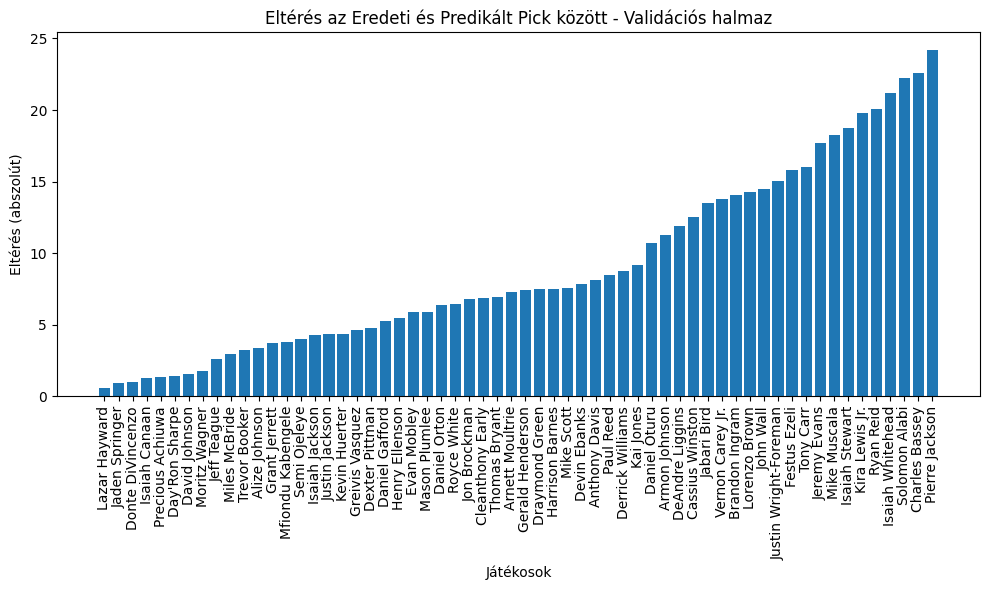 Eltérés az Eredeti és Predikált Pick között - Validációs halmaz
Eltérés (abszolút)
25
20
15
10
5
0
Lazar Hayward
Jaden Springer
Donte DiVincenzo
Isaiah Canaan
Precious Achiuwa
Day'Ron Sharpe
David Johnson
Moritz Wagner
Jeff Teague
Miles McBride
Trevor Booker
Alize Johnson
Grant Jerrett
Mfiondu Kabengele
Semi Ojeleye
Isaiah Jackson
Justin Jackson
Kevin Huerter
Greivis Vasquez
Dexter Pittman
Daniel Gafford
Henry Ellenson
Evan Mobley
Mason Plumlee
Daniel Orton
Royce White
Jon Brockman
Cleanthony Early
Thomas Bryant
Arnett Moultrie
Gerald Henderson
Draymond Green
Harrison Barnes
Mike Scott
Devin Ebanks
Anthony Davis
Paul Reed
Derrick Williams
Kai Jones
Daniel Oturu
Armon Johnson
DeAndre Liggins
Cassius Winston
Jabari Bird
Vernon Carey Jr.
Brandon Ingram
Lorenzo Brown
John Wall
Justin Wright-Foreman
Festus Ezeli
Tony Carr
Jeremy Evans
Mike Muscala
Isaiah Stewart
Kira Lewis Jr.
Ryan Reid
Isaiah Whitehead
Solomon Alabi
Charles Bassey
Pierre Jackson
Játékosok